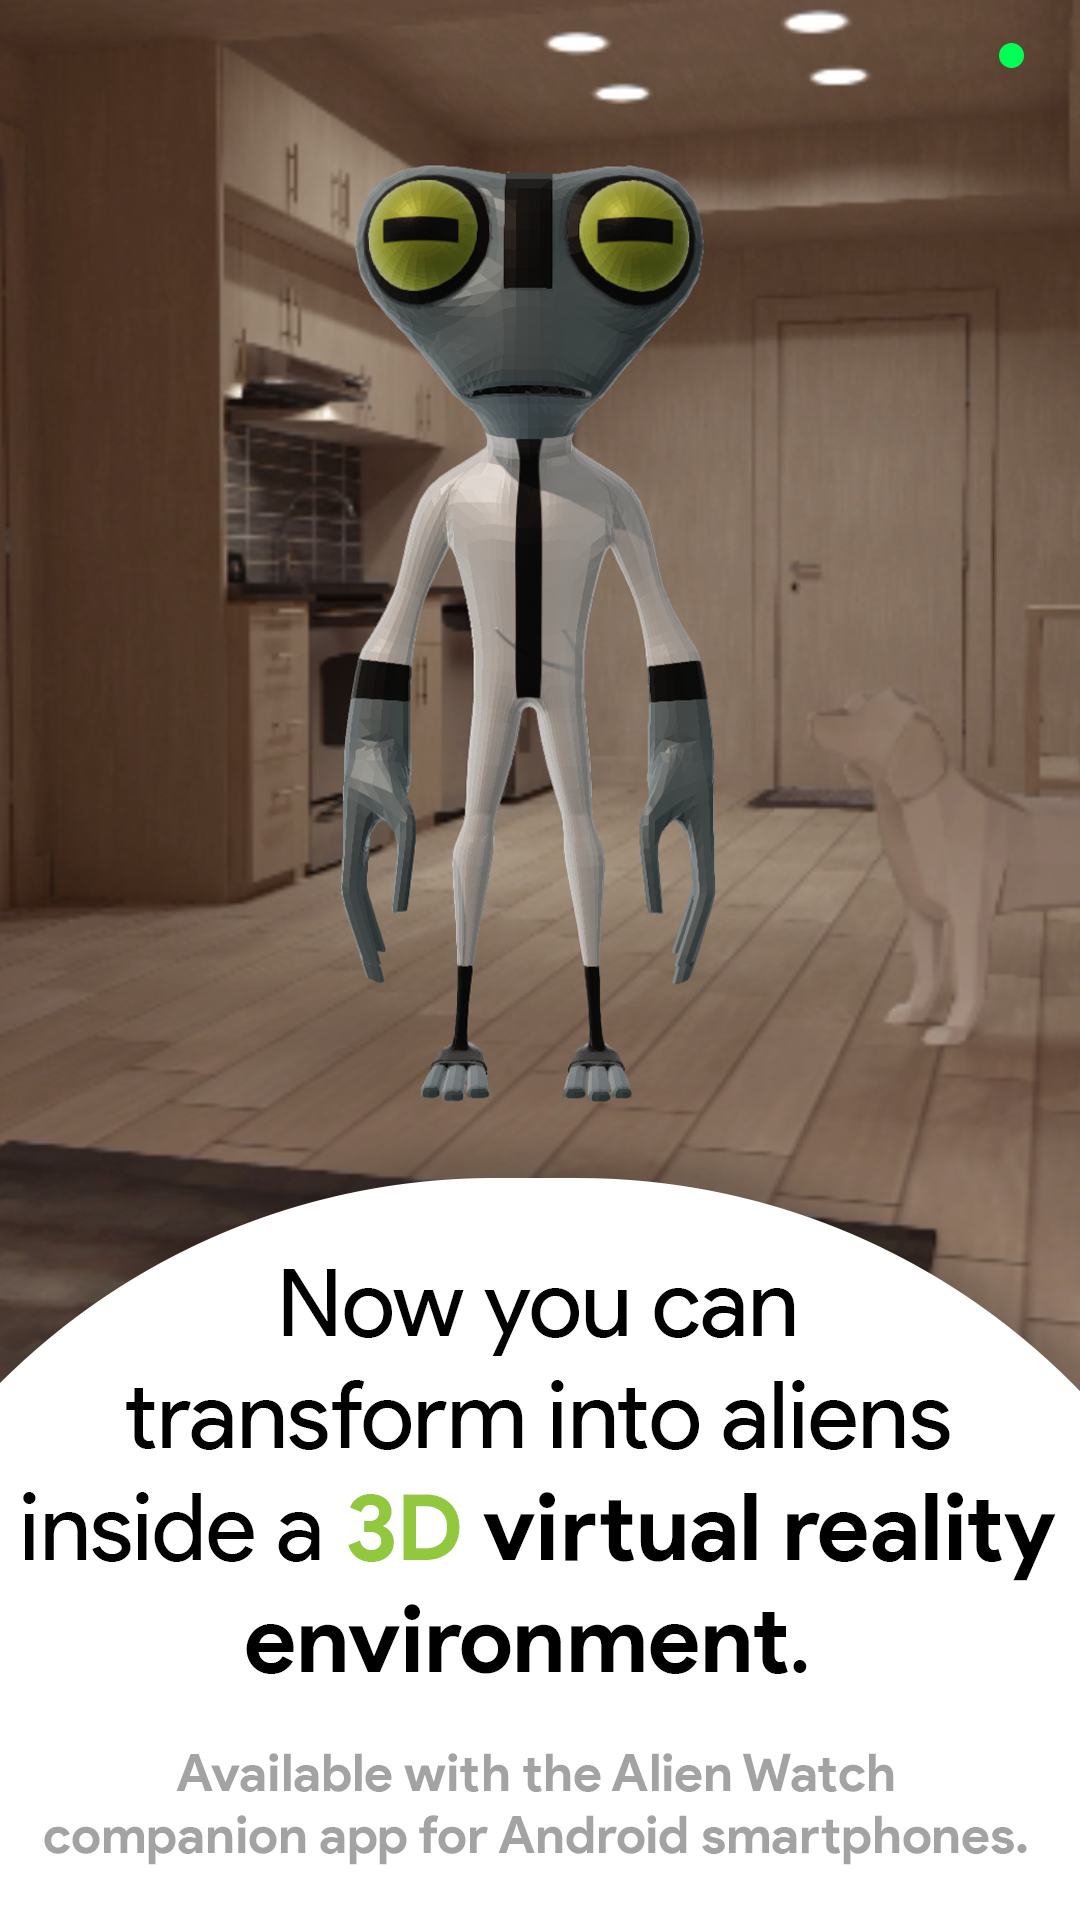 Now you can
transform into aliens
inside a 3D virtual reality
environment.
Available with the Alien Watch
companion app for Android smartphones.